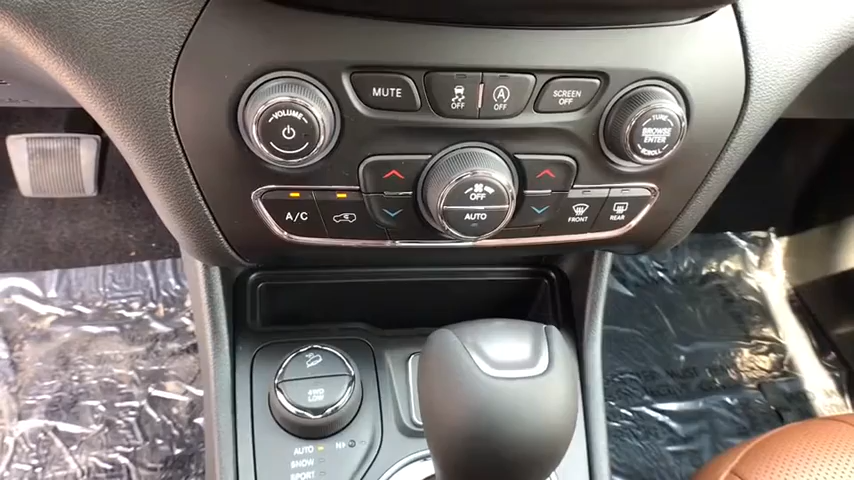 VOLUME
MUTE
OFF
OFF
SCREEN
OFF
TUNE
BROWSE
ENTER
SCROLL
OFF
AUTO
A/C
FRONT
REAR
4WD
LOW
AUTO
SNOW
SPORT